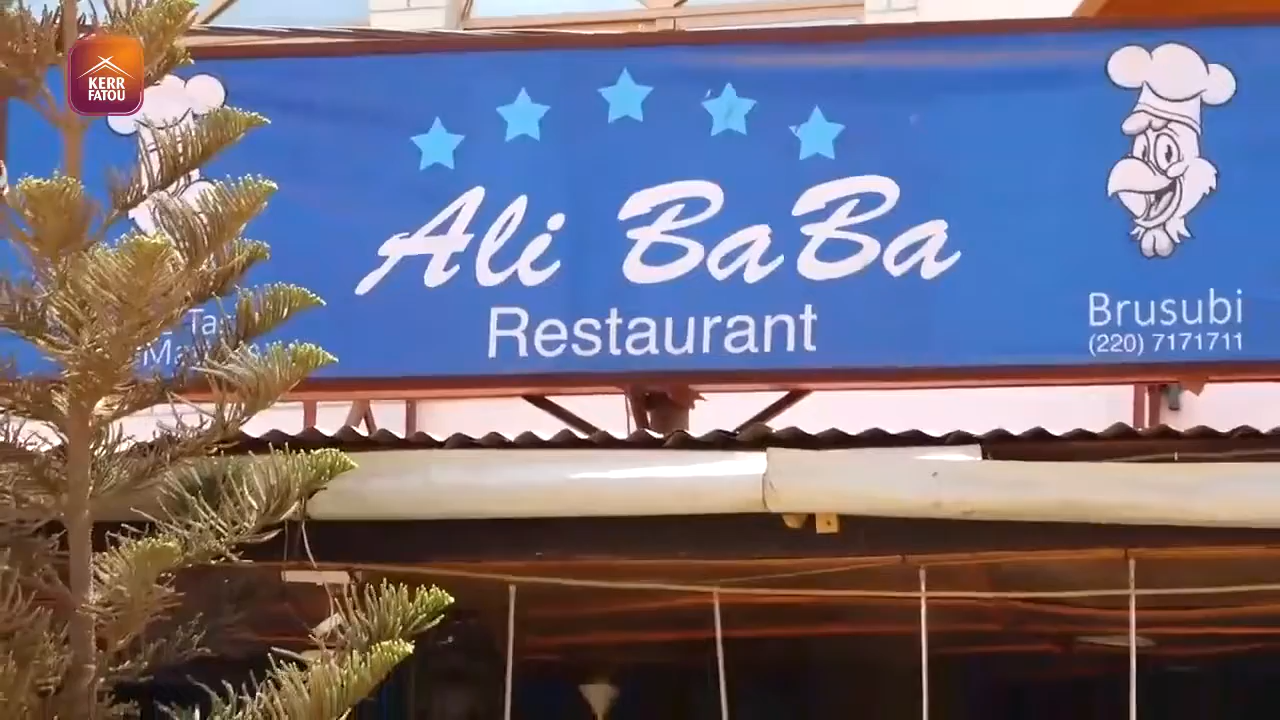 KERR
FATOU
Ali BaBa
Restaurant
Brusubi
(220) 7171711